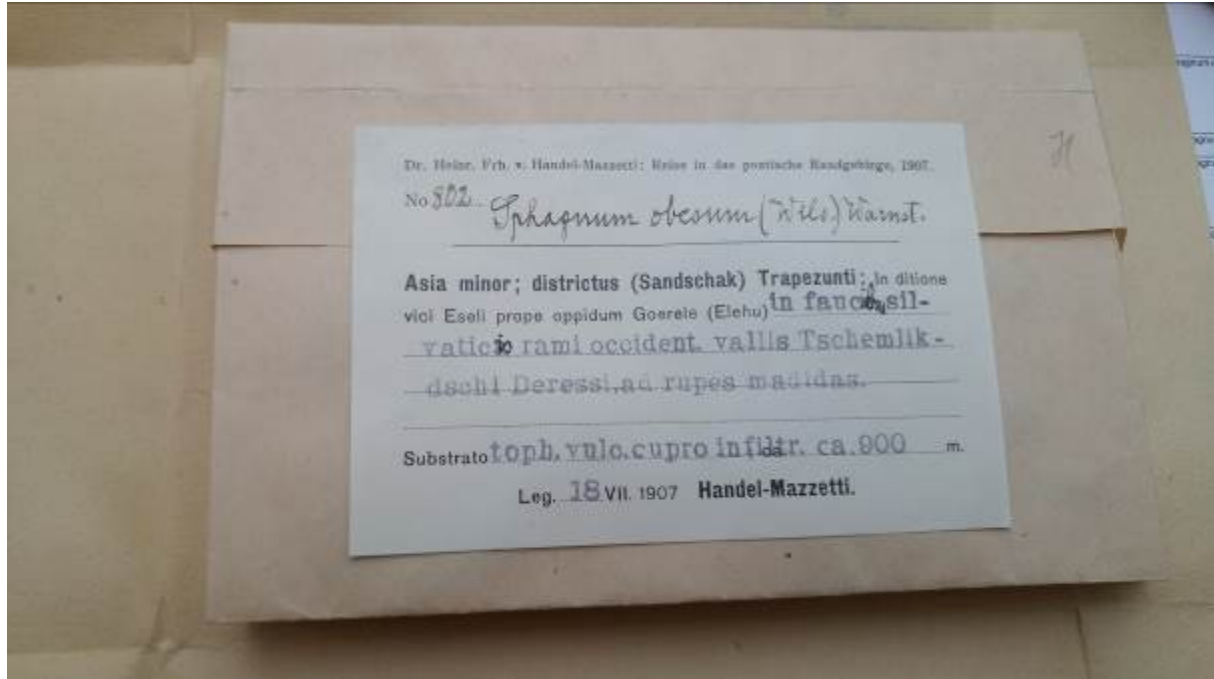 Dr. Heinr. Frh. v. Handel-Mazzetti: Reise in das pontische Randgebirge, 1907.
No 802 Sphagnum obesum (Wils) Warnst.
Asia minor; districtus (Sandschak) Trapezunti: In ditione
vici Eseli prope oppidum Goerele (Elehu) in sil-
rami occident. vallis Tschemlik-
dschi Deressi, ad rupes madidas.
Substrato toph. vulc. cupro infiltr. ca. 900 m.
Leg. 18 VII. 1907 Handel-Mazzetti.
H